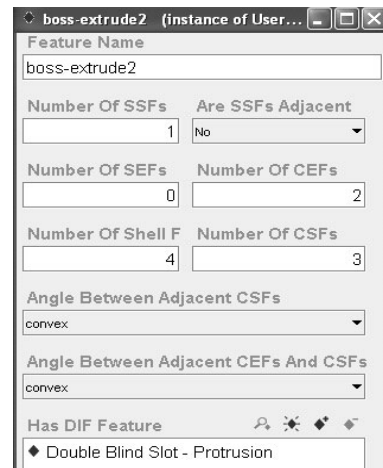 boss-extrude2 (instance of User...
Feature Name
boss-extrude2
Number Of SSFs Are SSFs Adjacent
1 No
Number Of SEFs Number Of CEFs
0 2
Number Of Shell F Number Of CSFs
4 3
Angle Between Adjacent CSFs
convex
Angle Between Adjacent CEFs And CSFs
convex
Has DIF Feature
Double Blind Slot - Protrusion